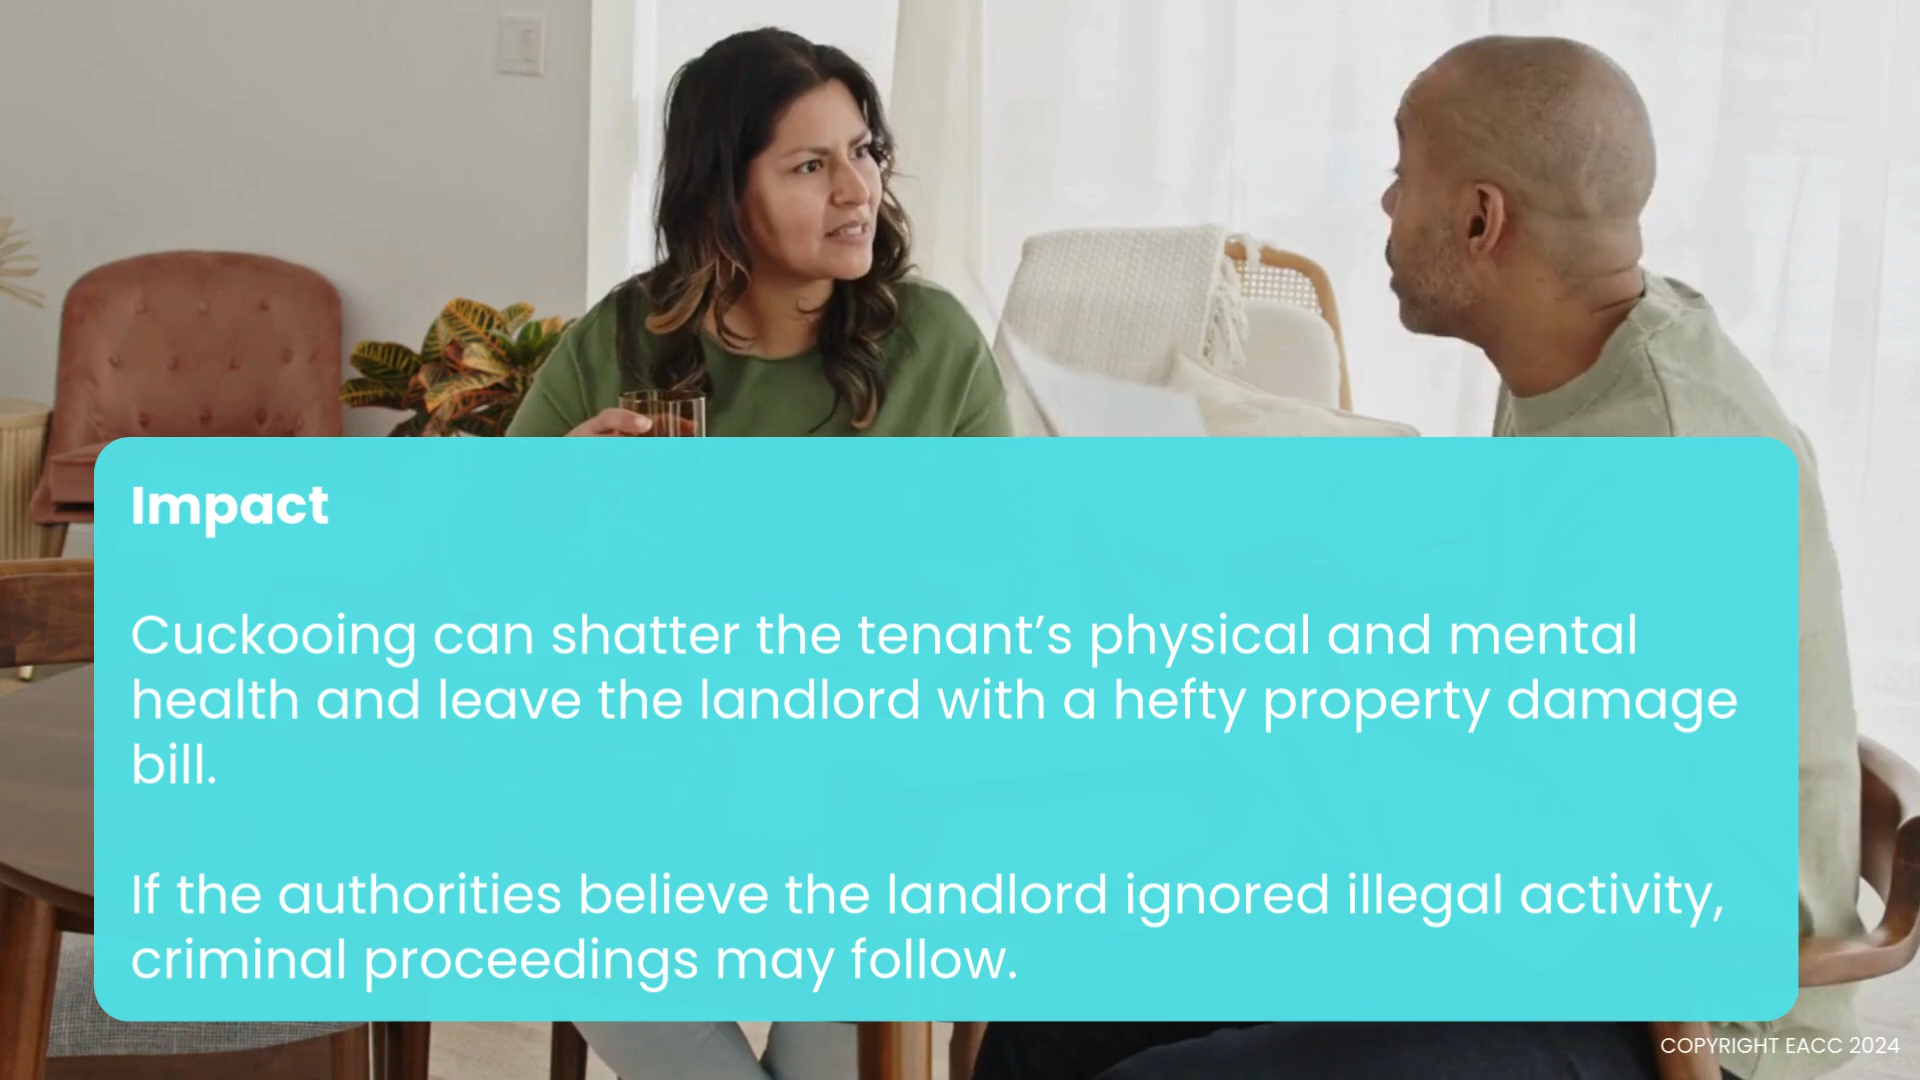 Impact
Cuckooing can shatter the tenant’s physical and mental
health and leave the landlord with a hefty property damage
bill.
If the authorities believe the landlord ignored illegal activity,
criminal proceedings may follow.
COPYRIGHT EACC 2024